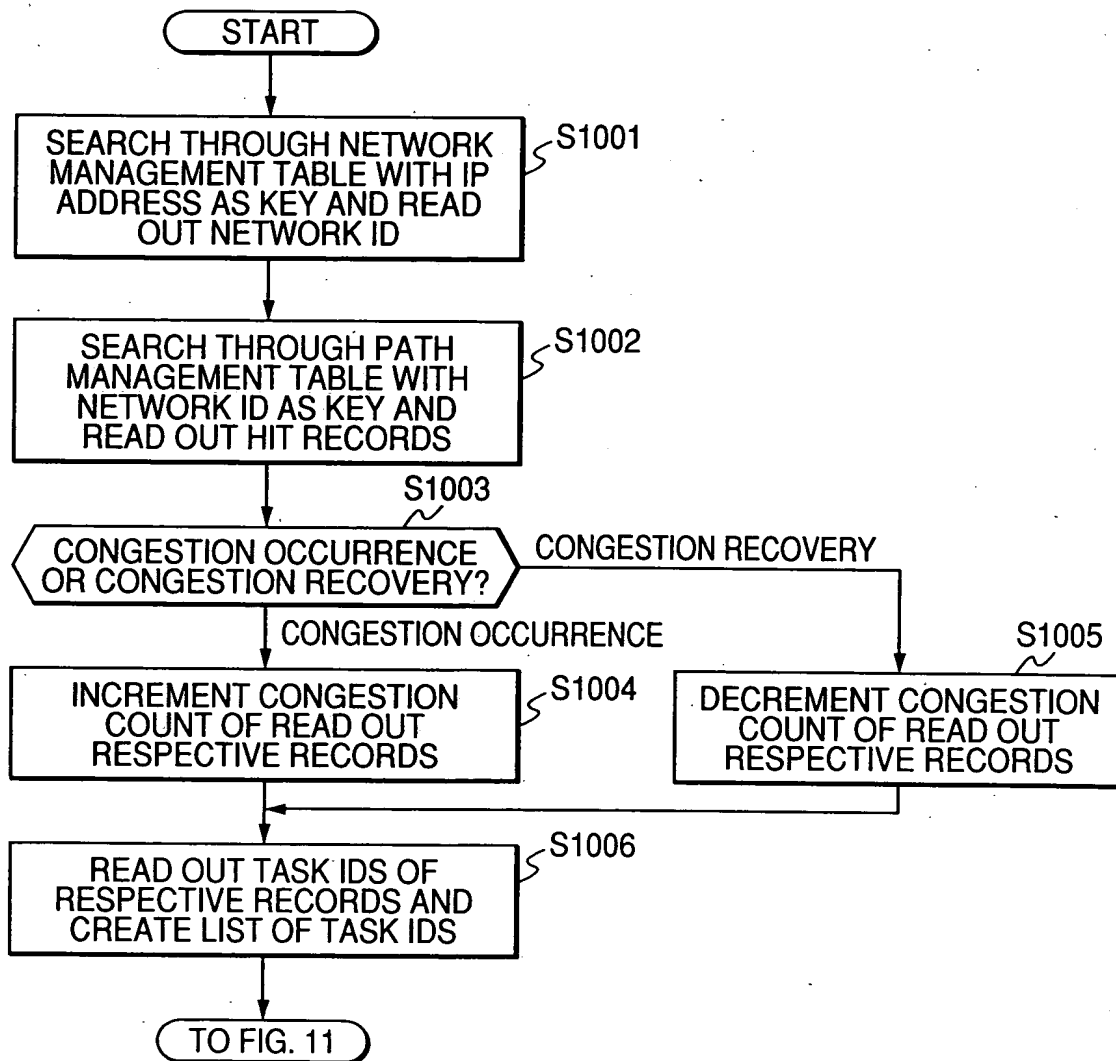 START
SEARCH THROUGH NETWORK
MANAGEMENT TABLE WITH IP
ADDRESS AS KEY AND READ
OUT NETWORK ID
S1001
SEARCH THROUGH PATH
MANAGEMENT TABLE WITH
NETWORK ID AS KEY AND
READ OUT HIT RECORDS
S1002
S1003
CONGESTION OCCURRENCE
OR CONGESTION RECOVERY?
CONGESTION RECOVERY
CONGESTION OCCURRENCE
INCREMENT CONGESTION
COUNT OF READ OUT
RESPECTIVE RECORDS
S1004
S1005
DECREMENT CONGESTION
COUNT OF READ OUT
RESPECTIVE RECORDS
READ OUT TASK IDS OF
RESPECTIVE RECORDS AND
CREATE LIST OF TASK IDS
S1006
TO FIG. 11